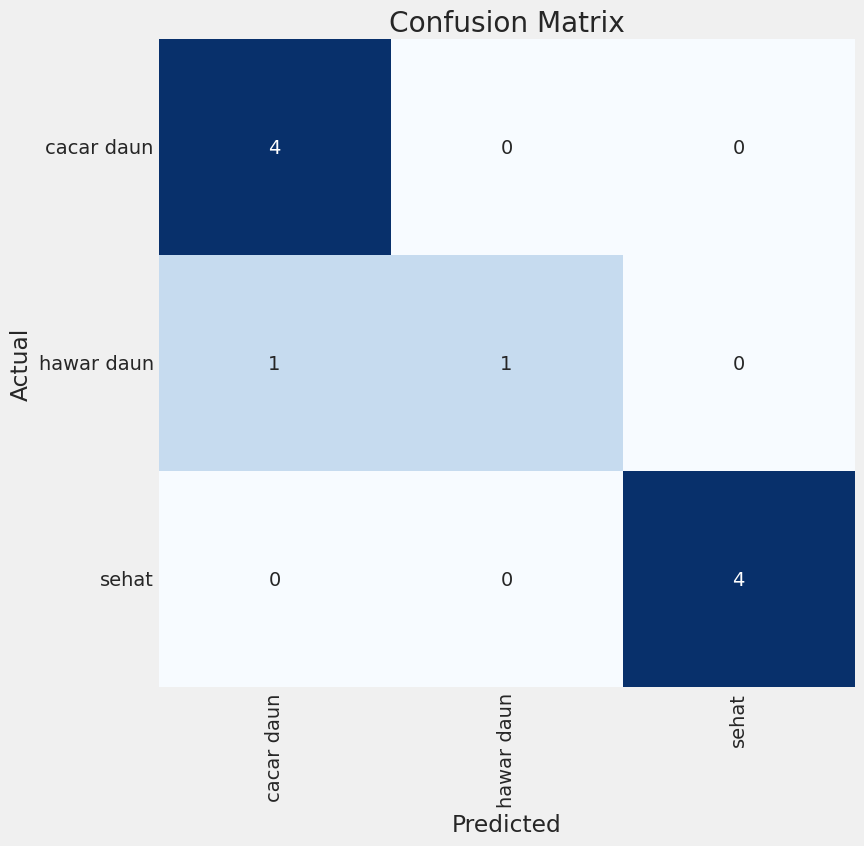 Confusion Matrix
Actual
cacar daun 4 0 0
hawar daun 1 1 0
sehat 0 0 4
cacar daun hawar daun sehat
Predicted